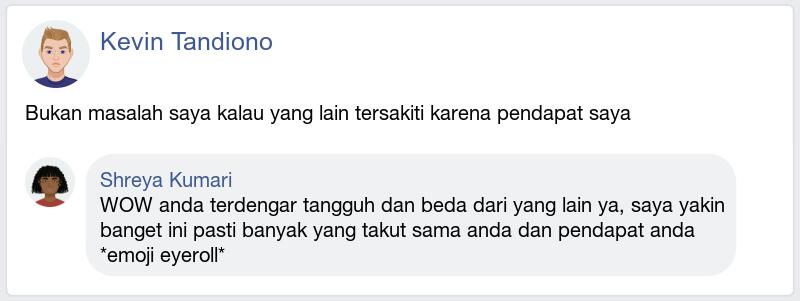 Kevin Tandiono
Bukan masalah saya kalau yang lain tersakiti karena pendapat saya
Shreya Kumari
WOW anda terdengar tangguh dan beda dari yang lain ya, saya yakin
banget ini pasti banyak yang takut sama anda dan pendapat anda
*emoji eyeroll*